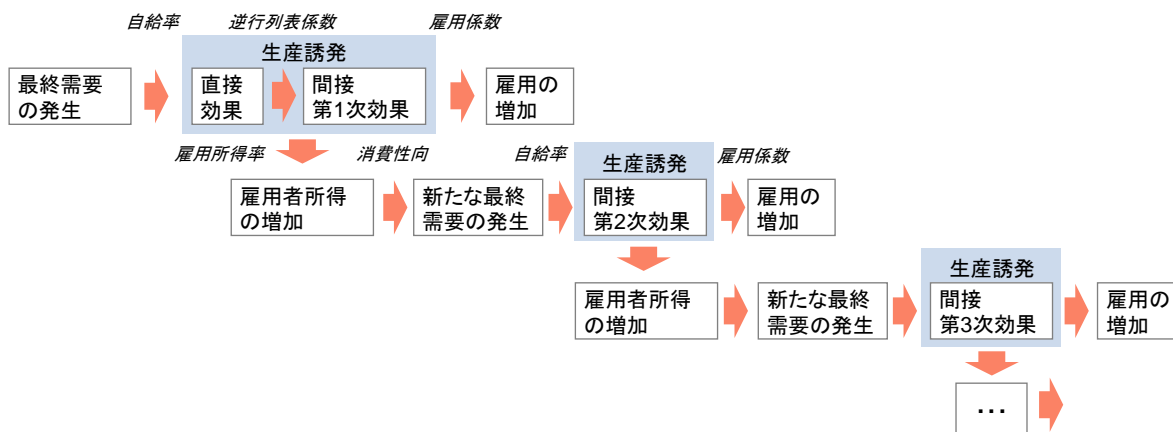 自給率
逆行列表係数
雇用係数
生産誘発
最終需要
の発生
直接
効果
間接
第1次効果
雇用の
増加
雇用所得率
消費性向
自給率
雇用係数
生産誘発
雇用者所得
の増加
新たな最終
需要の発生
間接
第2次効果
雇用の
増加
生産誘発
雇用者所得
の増加
新たな最終
需要の発生
間接
第3次効果
雇用の
増加
…